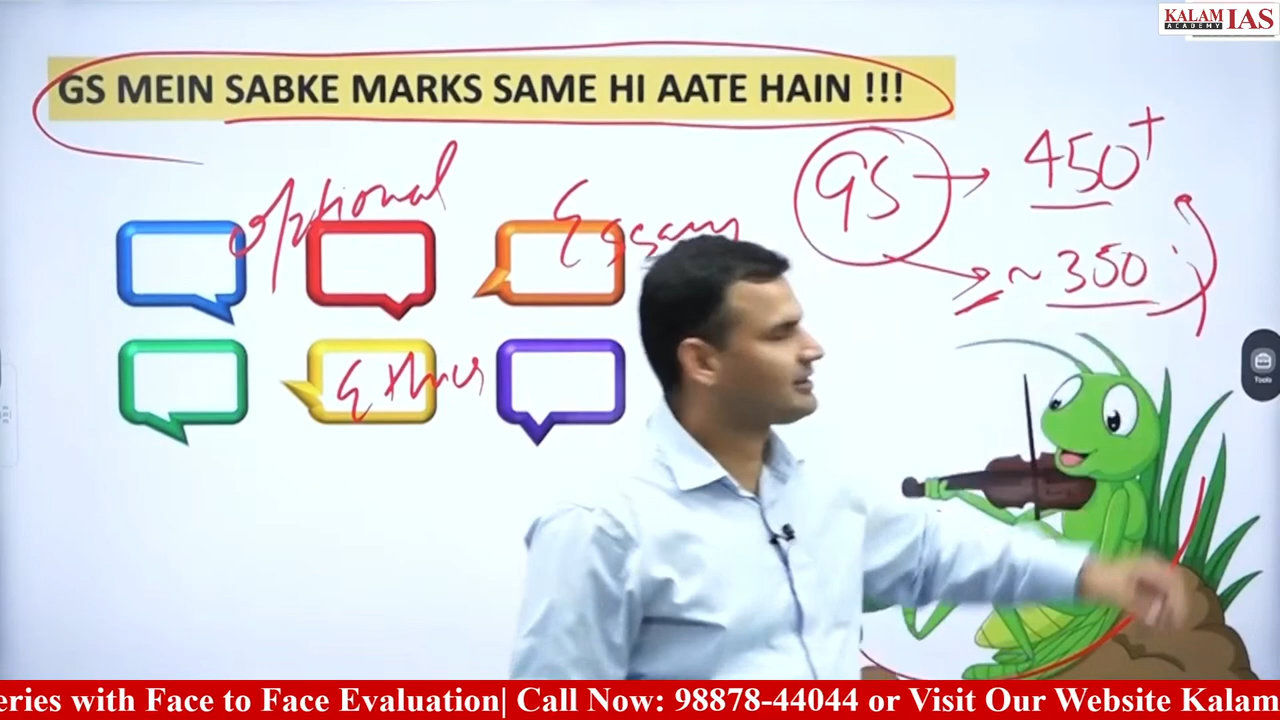 KALAM IAS
ACADEMY
GS MEIN SABKE MARKS SAME HI AATE HAIN !!!
GS → 450+
~350
Optional
Essay
Ethics
Tools
eries with Face to Face Evaluation| Call Now: 98878-44044 or Visit Our Website Kalam